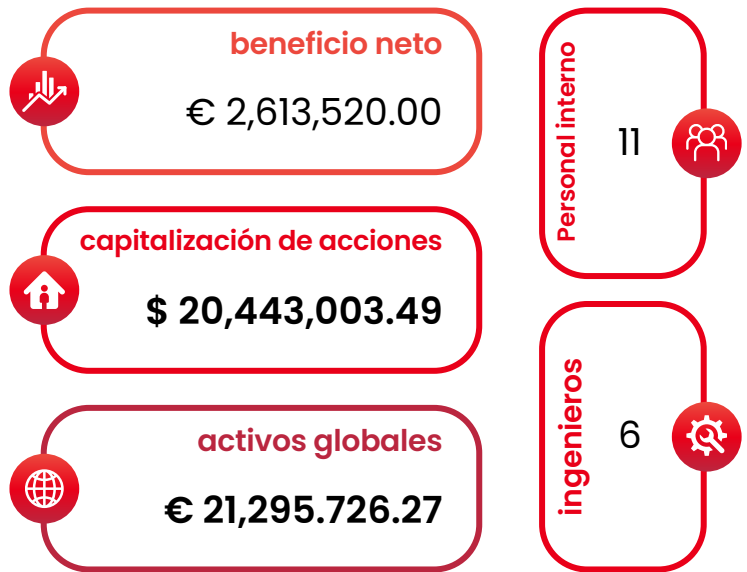 beneficio neto
€ 2,613,520.00
capitalización de acciones
$ 20,443,003.49
activos globales
€ 21,295.726.27
Personal interno
11
ingenieros
6